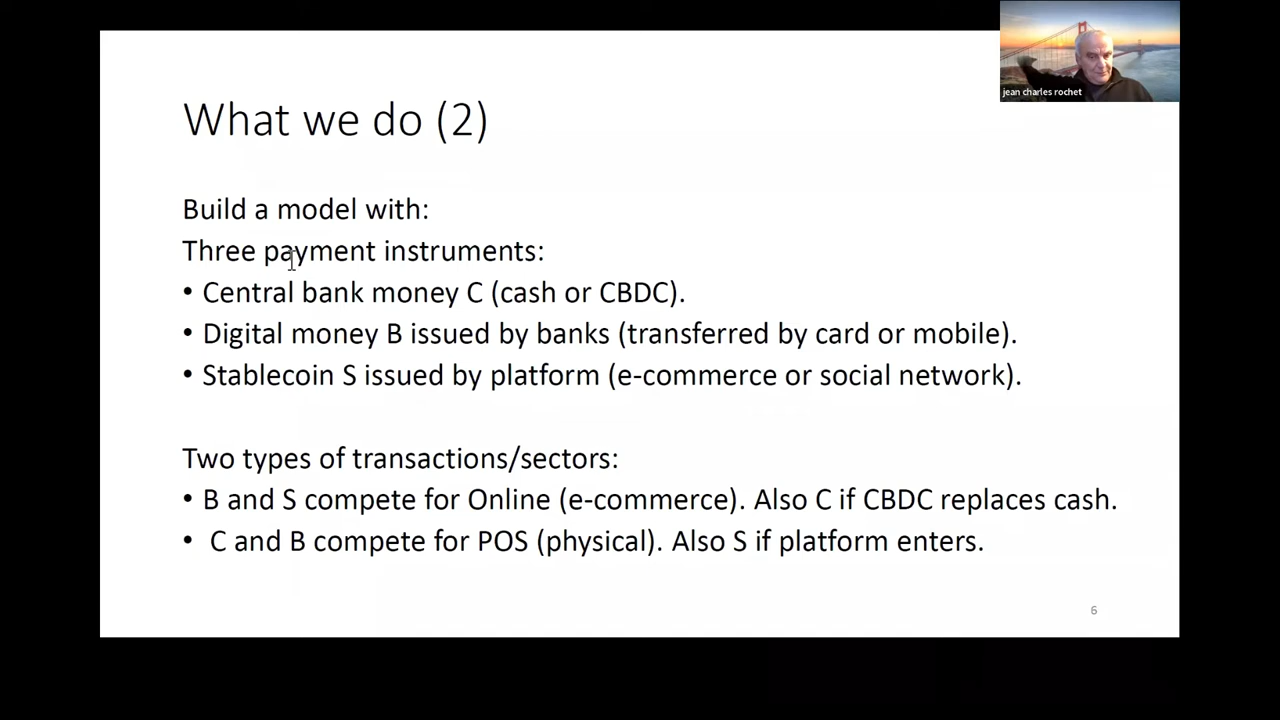 jean charles rochet
What we do (2)
Build a model with:
Three payment instruments:
• Central bank money C (cash or CBDC).
• Digital money B issued by banks (transferred by card or mobile).
• Stablecoin S issued by platform (e-commerce or social network).
Two types of transactions/sectors:
• B and S compete for Online (e-commerce). Also C if CBDC replaces cash.
• C and B compete for POS (physical). Also S if platform enters.
6